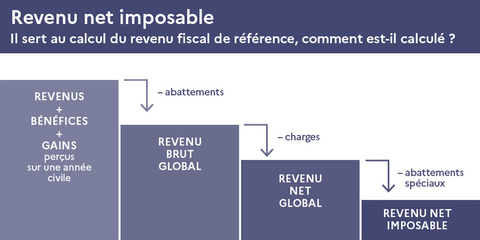 Revenu net imposable
Il sert au calcul du revenu fiscal de référence, comment est-il calculé ?
REVENUS
+
BÉNÉFICES
+
GAINS
perçus
sur une année
civile
– abattements
REVENU
BRUT
GLOBAL
– charges
REVENU
NET
GLOBAL
– abattements
spéciaux
REVENU NET
IMPOSABLE